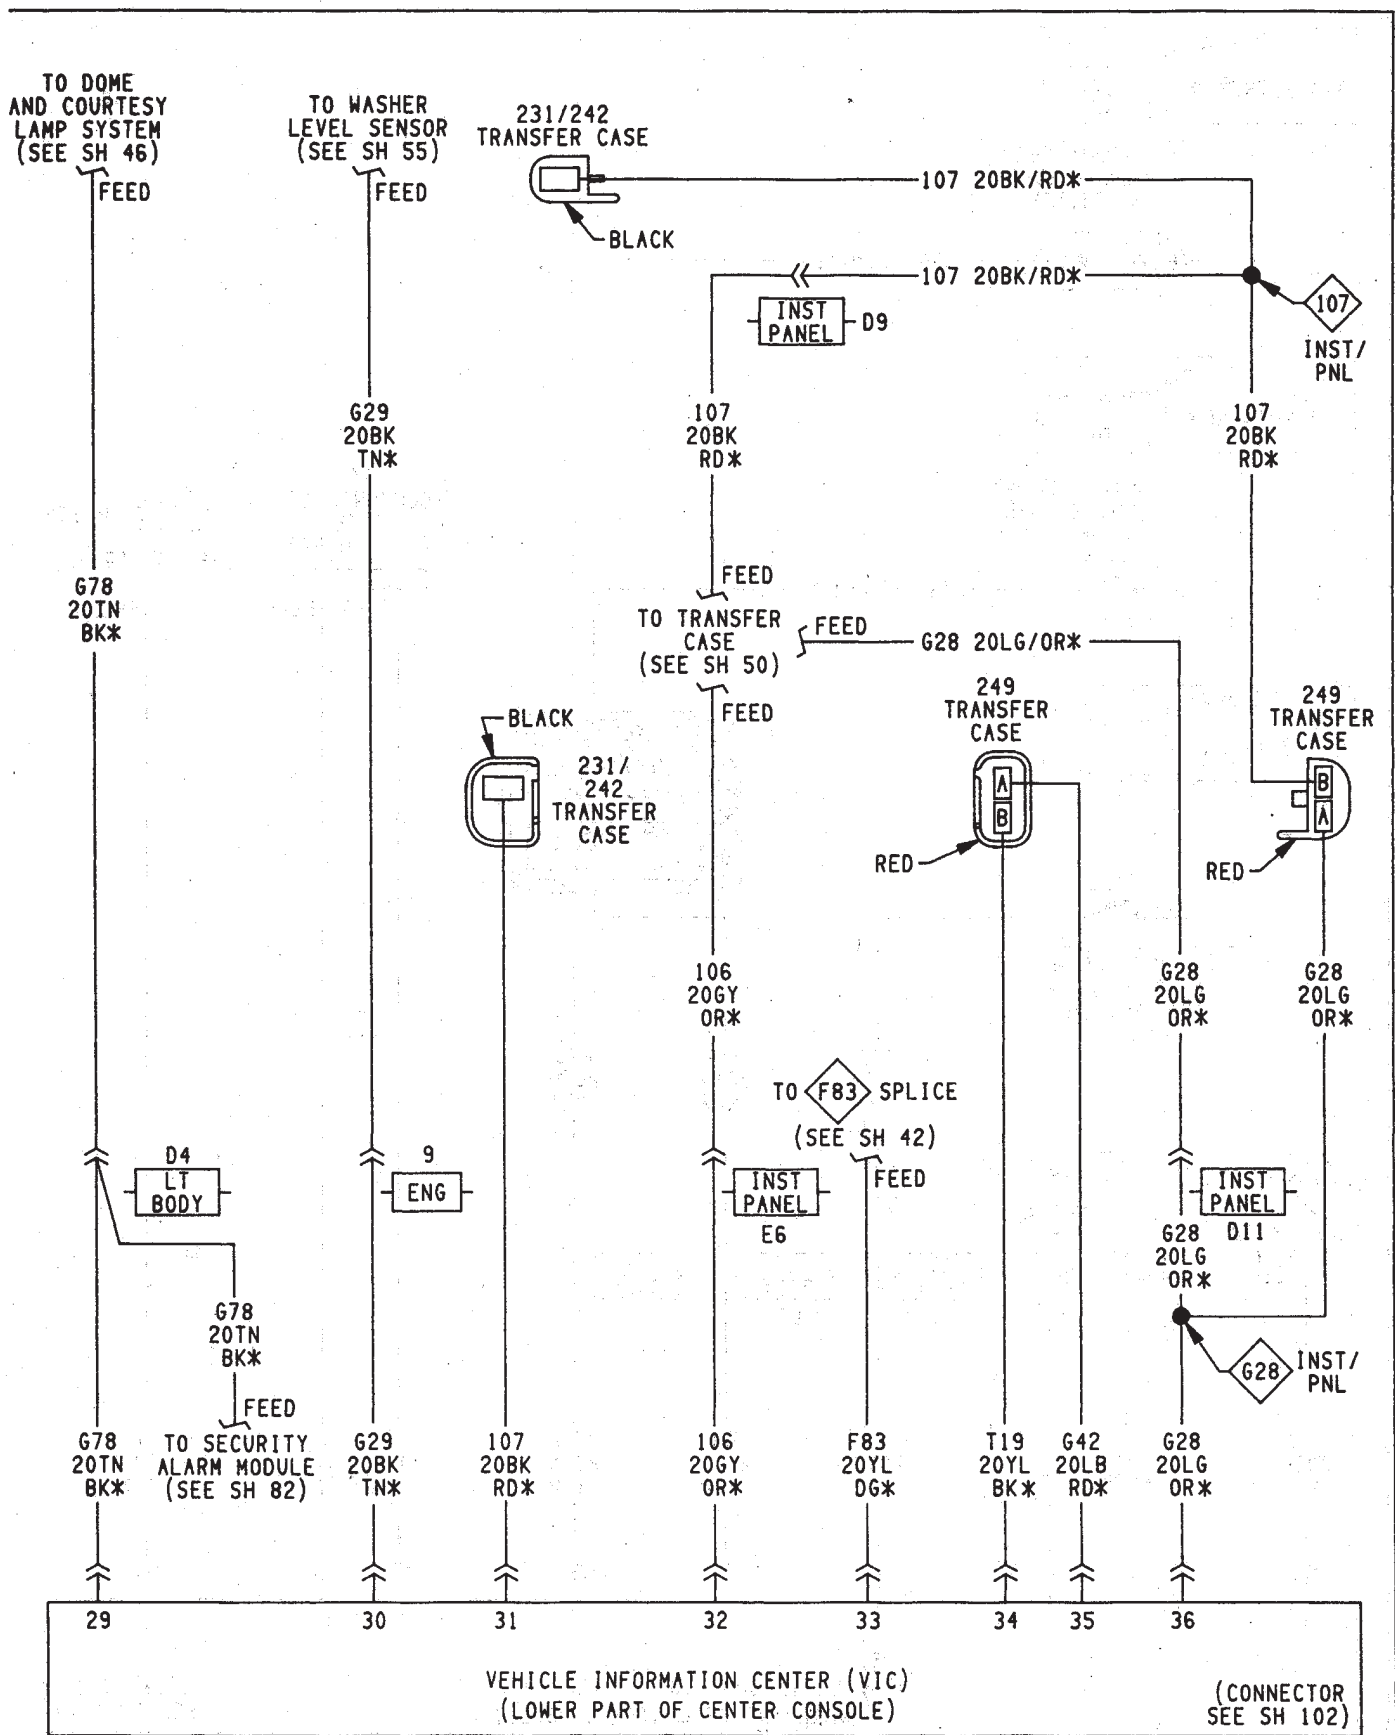 TO DOME
AND COURTESY
LAMP SYSTEM
(SEE SH 46)
FEED
TO WASHER
LEVEL SENSOR
(SEE SH 55)
FEED
231/242
TRANSFER CASE
BLACK
107 20BK/RD*
107 20BK/RD*
INST
PANEL
D9
107
INST/
PNL
G29
20BK
TN*
107
20BK
RD*
107
20BK
RD*
G78
20TN
BK*
FEED
TO TRANSFER
CASE
(SEE SH 50)
FEED
FEED
G28 20LG/OR*
BLACK
231/
242
TRANSFER
CASE
249
TRANSFER
CASE
A
B
RED
249
TRANSFER
CASE
B
A
RED
106
20GY
OR*
G28
20LG
OR*
G28
20LG
OR*
TO F83 SPLICE
(SEE SH 42)
FEED
D4
LT
BODY
9
ENG
INST
PANEL
E6
INST
PANEL
D11
G28
20LG
OR*
G78
20TN
BK*
FEED
TO SECURITY
ALARM MODULE
(SEE SH 82)
G28
INST/
PNL
G78
20TN
BK*
G29
20BK
TN*
107
20BK
RD*
106
20GY
OR*
F83
20YL
DG*
T19
20YL
BK*
G42
20LB
RD*
G28
20LG
OR*
29 30 31 32 33 34 35 36
VEHICLE INFORMATION CENTER (VIC)
(LOWER PART OF CENTER CONSOLE)
(CONNECTOR
SEE SH 102)